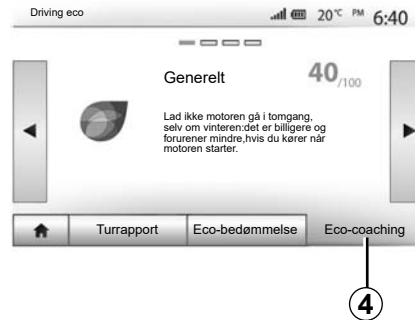 Driving eco 20°C PM 6:40
Generelt 40/100
Lad ikke motoren gå i tomgang,
selv om vinteren:det er billigere og
forurener mindre,hvis du kører når
motoren starter.
Turrapport Eco-bedømmelse Eco-coaching
4